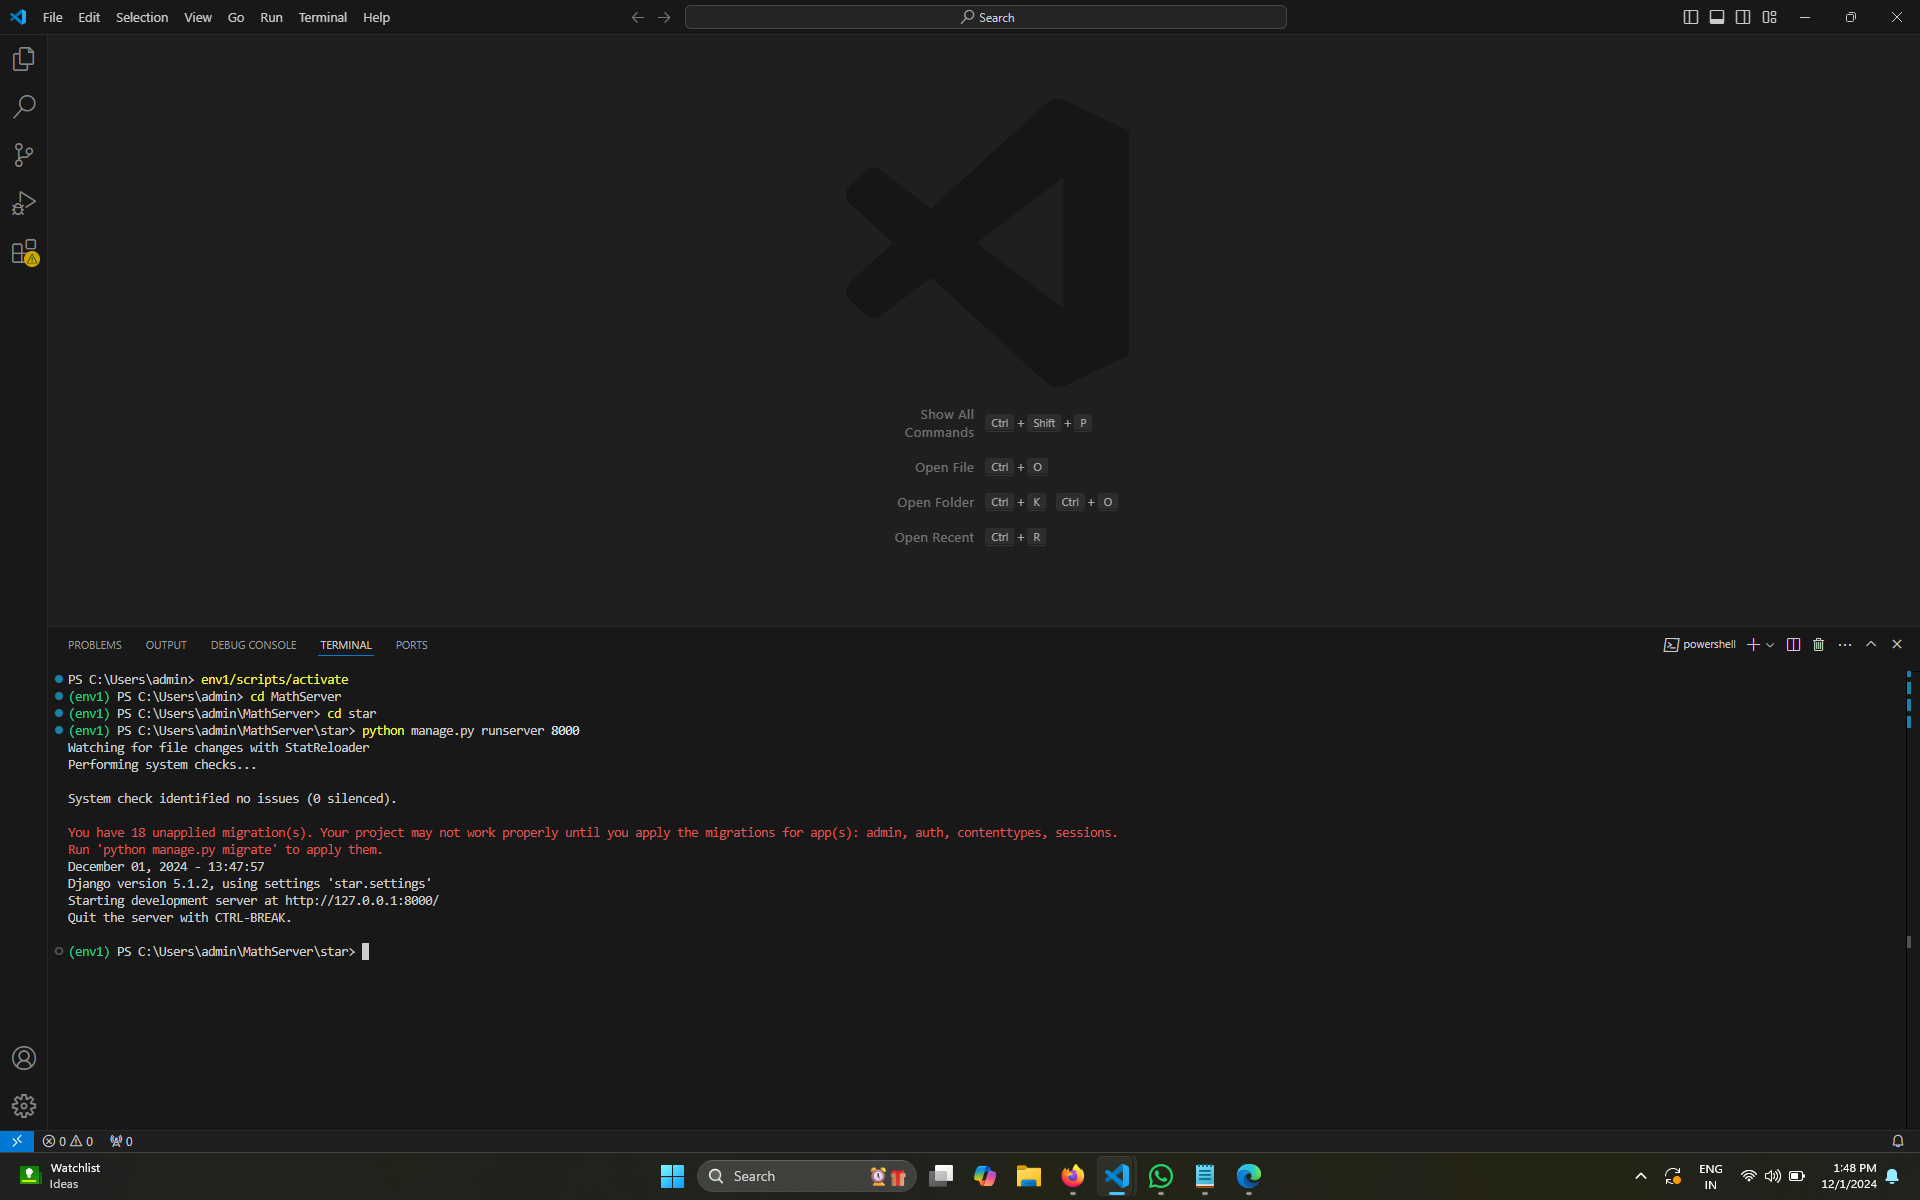 File Edit Selection View Go Run Terminal Help
Search
Show All Commands Ctrl + Shift + P
Open File Ctrl + O
Open Folder Ctrl + K Ctrl + O
Open Recent Ctrl + R
PROBLEMS OUTPUT DEBUG CONSOLE TERMINAL PORTS
powershell
PS C:\Users\admin> env1/scripts/activate
(env1) PS C:\Users\admin> cd MathServer
(env1) PS C:\Users\admin\MathServer> cd star
(env1) PS C:\Users\admin\MathServer\star> python manage.py runserver 8000
Watching for file changes with StatReloader
Performing system checks...
System check identified no issues (0 silenced).
You have 18 unapplied migration(s). Your project may not work properly until you apply the migrations for app(s): admin, auth, contenttypes, sessions.
Run 'python manage.py migrate' to apply them.
December 01, 2024 - 13:47:57
Django version 5.1.2, using settings 'star.settings'
Starting development server at http://127.0.0.1:8000/
Quit the server with CTRL-BREAK.
(env1) PS C:\Users\admin\MathServer\star>
0 0 0
Watchlist
Ideas
Search
ENG
IN
1:48 PM
12/1/2024